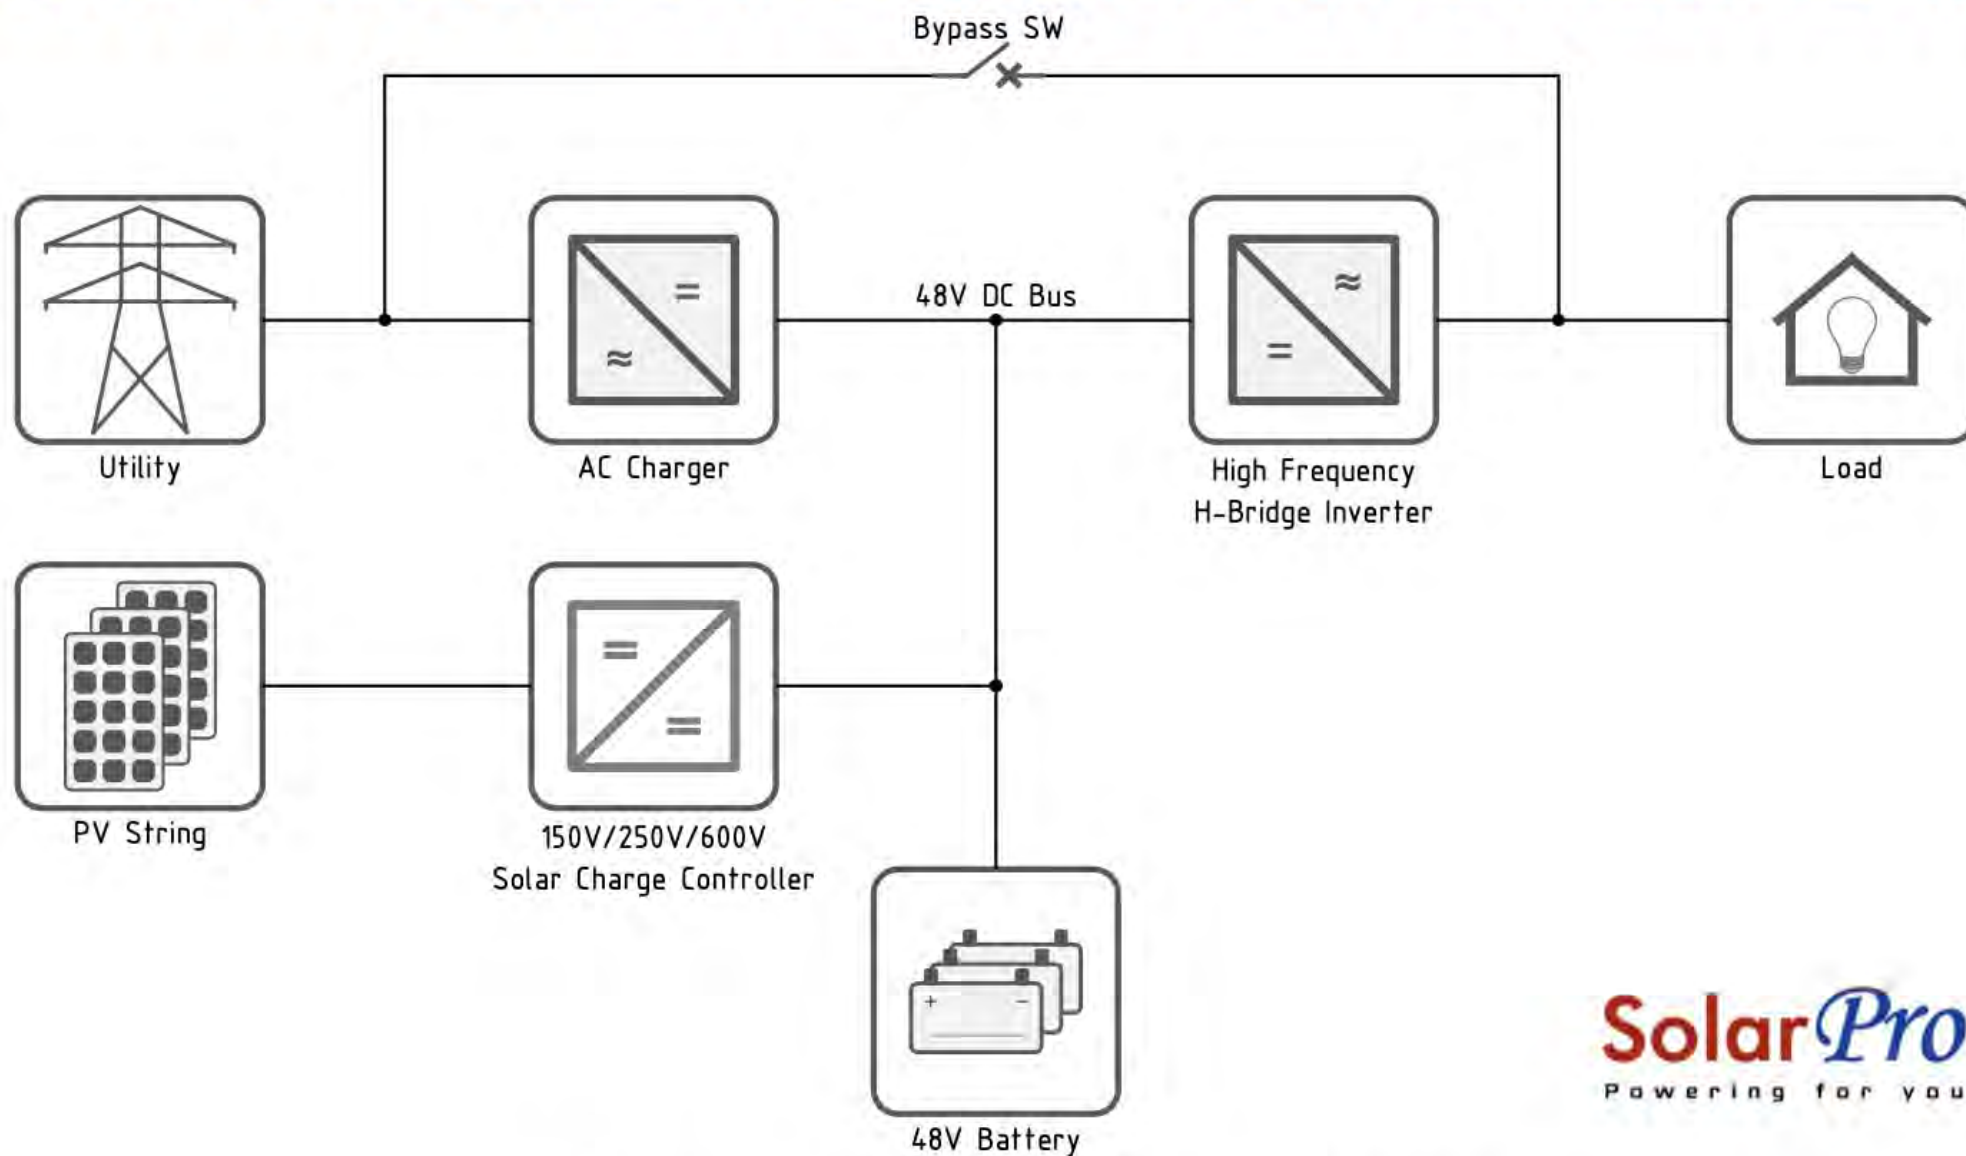 Bypass SW
48V DC Bus
Utility
AC Charger
High Frequency
H-Bridge Inverter
Load
PV String
150V/250V/600V
Solar Charge Controller
+ -
48V Battery
SolarPro
Powering for you